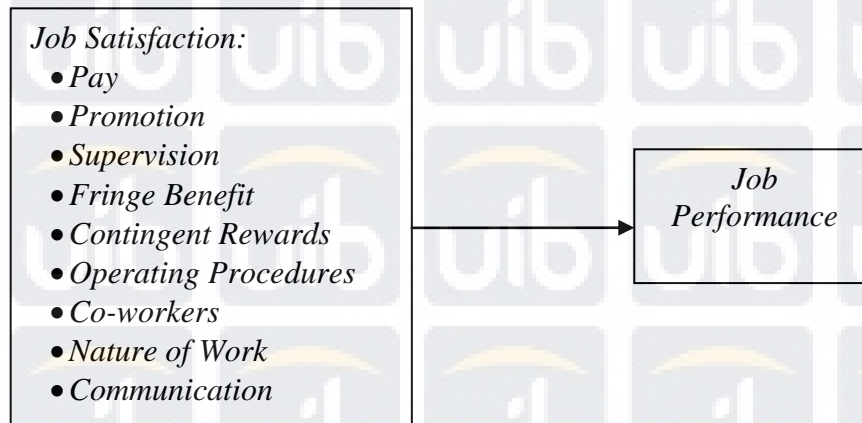 Job Satisfaction:
• Pay
• Promotion
• Supervision
• Fringe Benefit
• Contingent Rewards
• Operating Procedures
• Co-workers
• Nature of Work
• Communication
Job
Performance
uib